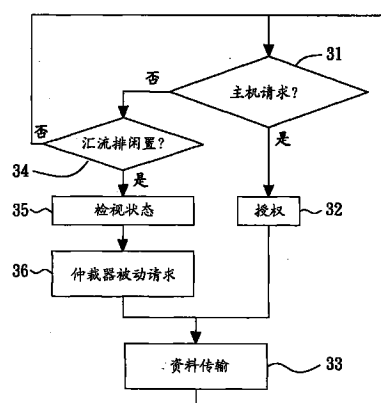 31
否
主机请求?
否
汇流排闲置?
是
34
是
35
检视状态
授权
32
36
仲裁器被动请求
资料传输
33